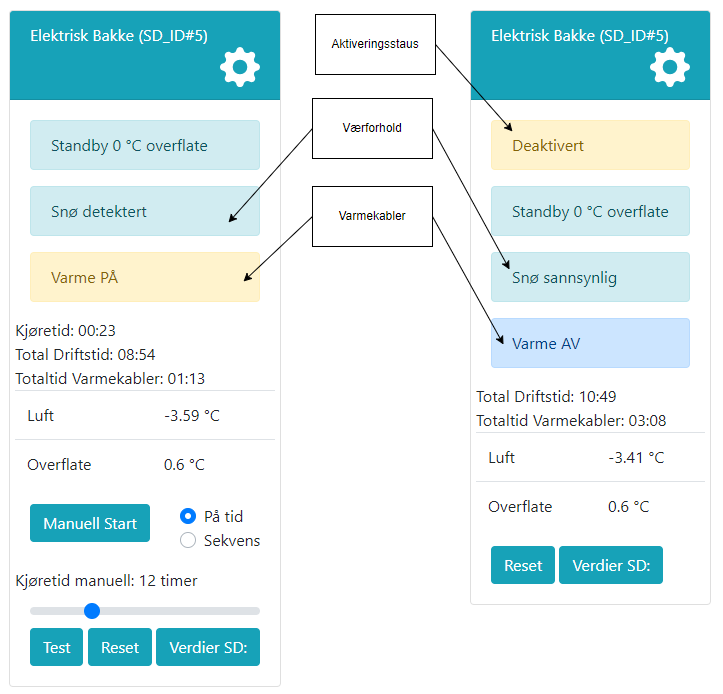 Elektrisk Bakke (SD_ID#5)
Standby 0 °C overflate
Snø detektert
Varme PÅ
Kjøretid: 00:23
Total Driftstid: 08:54
Totaltid Varmekabler: 01:13
Luft -3.59 °C
Overflate 0.6 °C
Manuell Start
På tid
Sekvens
Kjøretid manuell: 12 timer
Test Reset Verdier SD:
Aktiveringsstaus
Værforhold
Varmekabler
Elektrisk Bakke (SD_ID#5)
Deaktivert
Standby 0 °C overflate
Snø sannsynlig
Varme AV
Total Driftstid: 10:49
Totaltid Varmekabler: 03:08
Luft -3.41 °C
Overflate 0.6 °C
Reset Verdier SD: